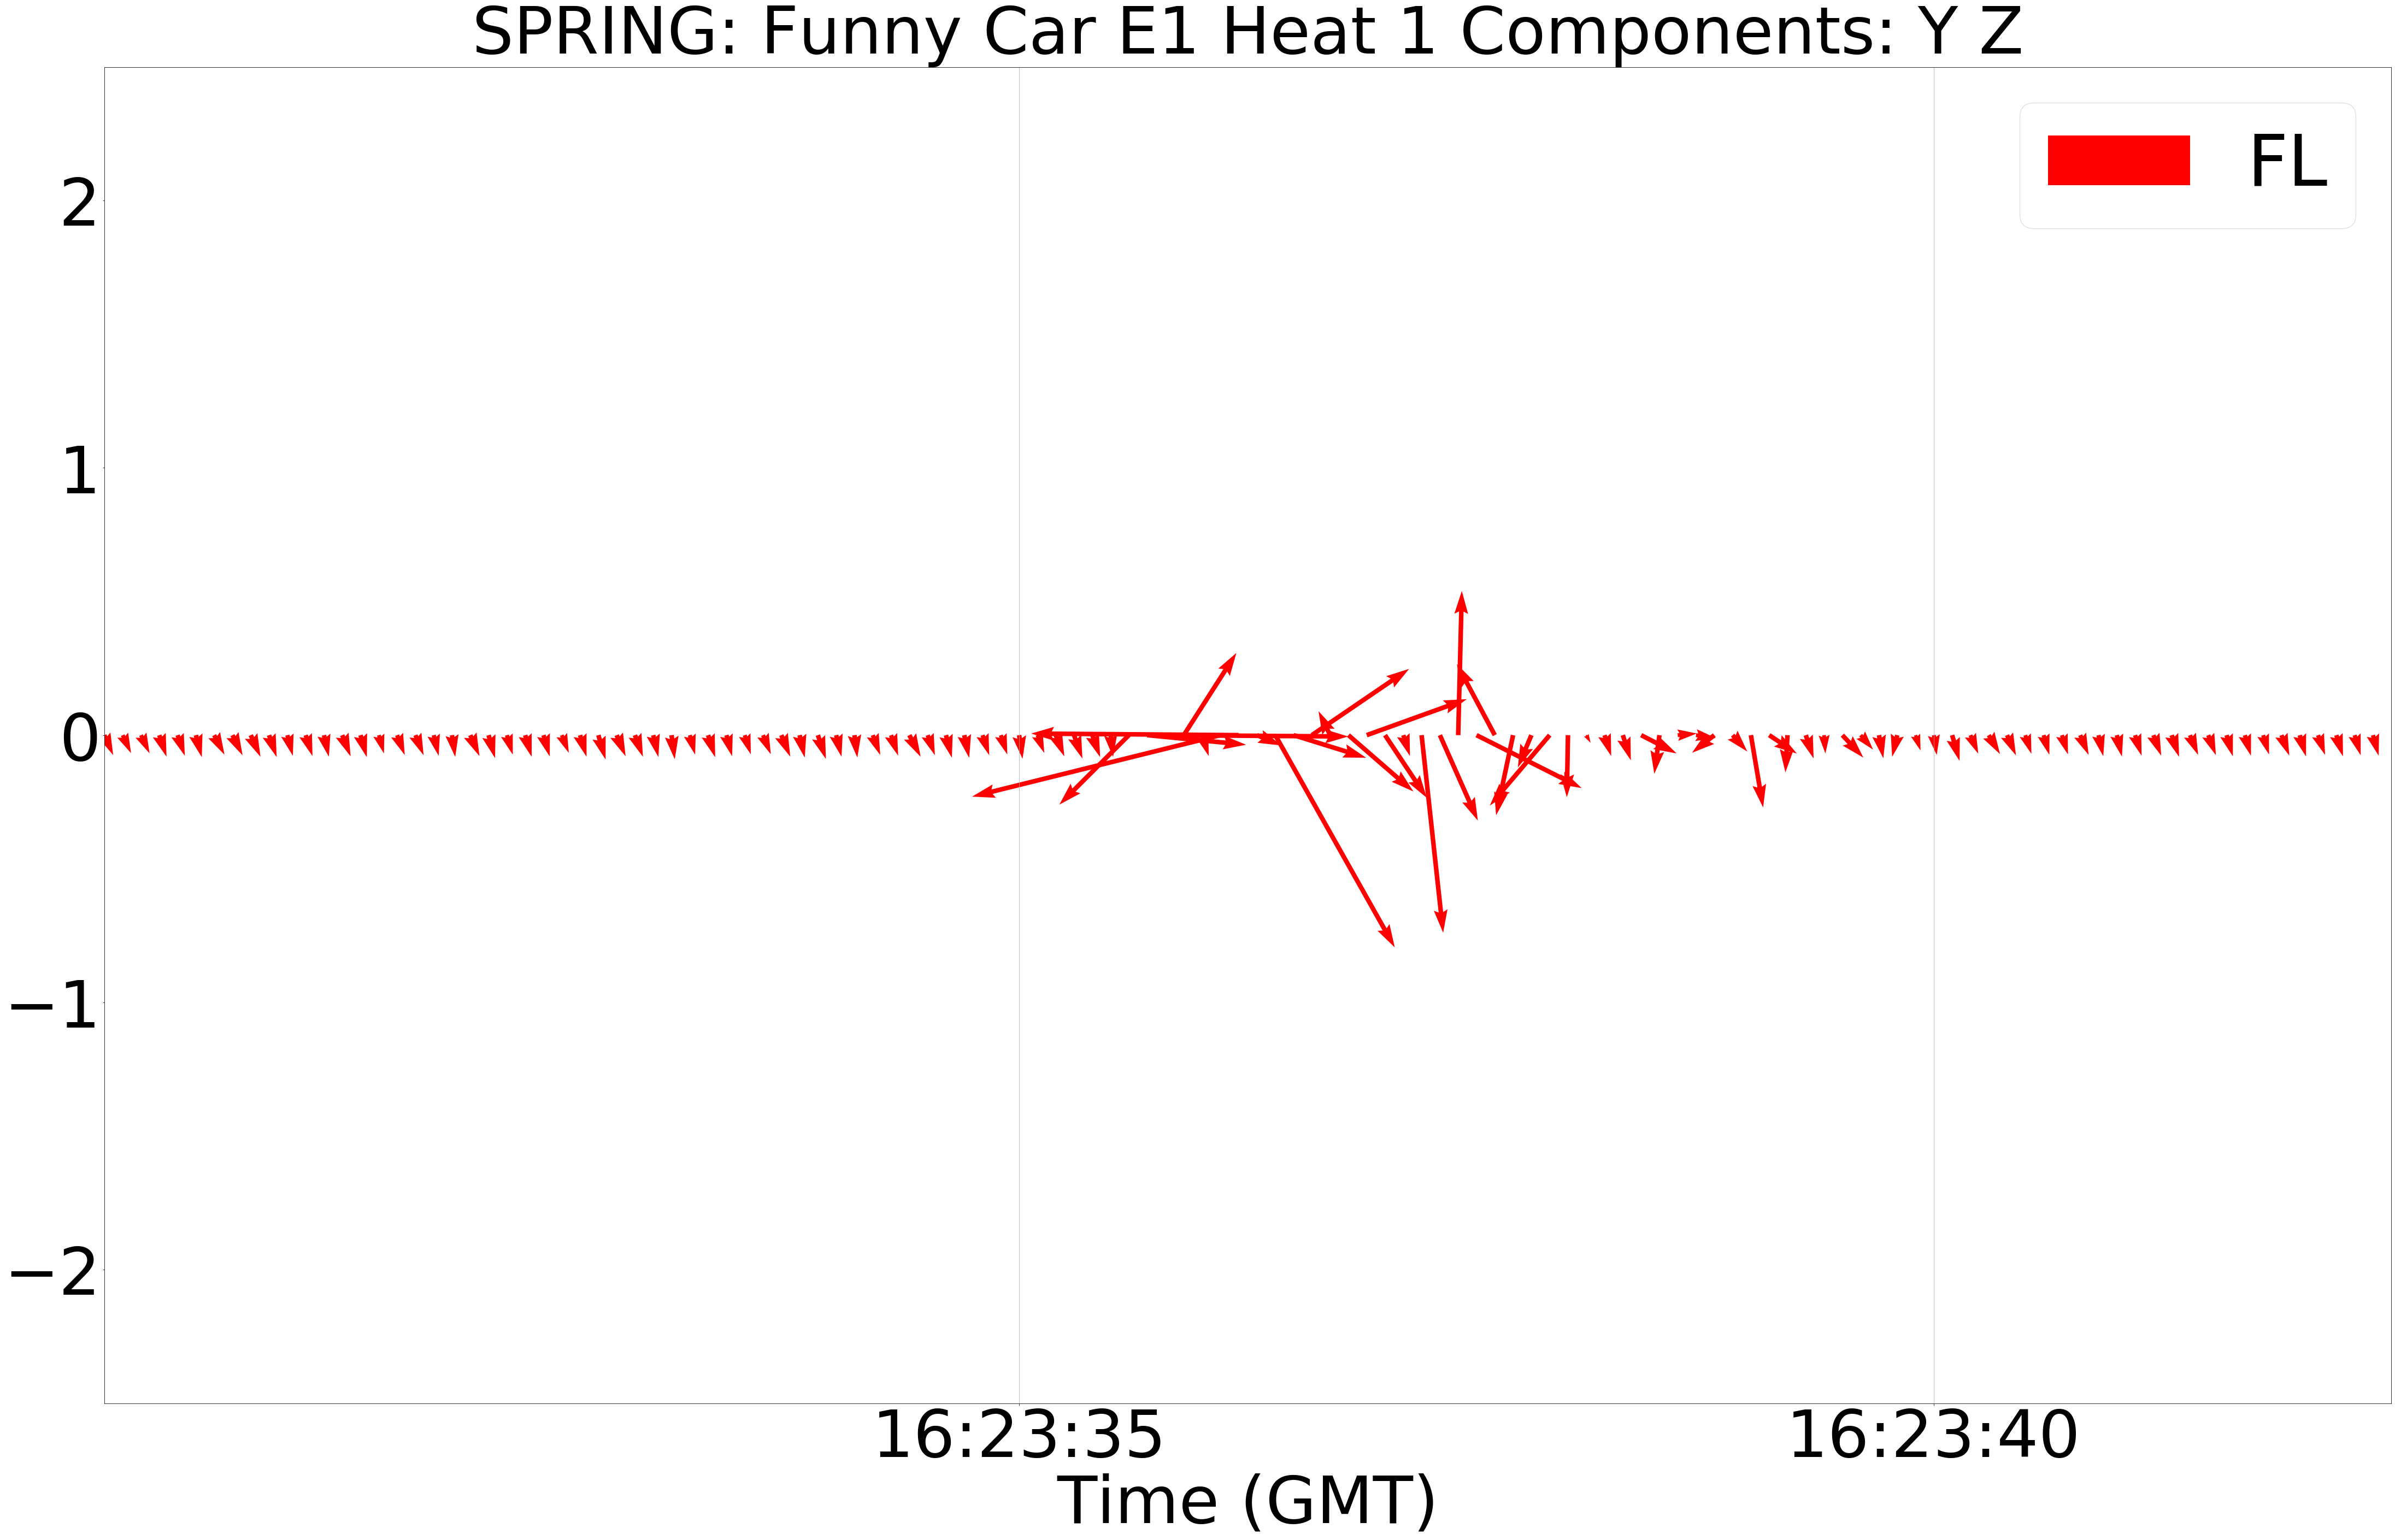 SPRING: Funny Car E1 Heat 1 Components: Y Z
FL
2
1
0
−1
−2
16:23:35 16:23:40
Time (GMT)